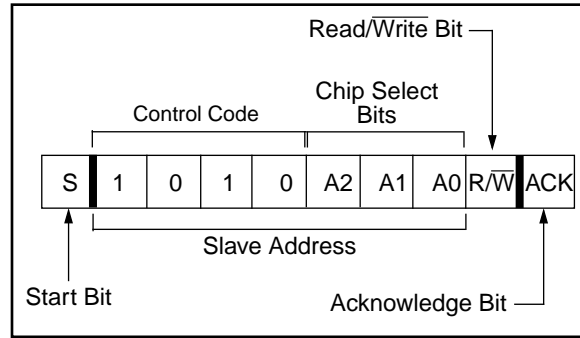 Read/Write Bit
Chip Select
Control Code
Bits
S 1 0 1 0 A2 A1 A0 R/W ACK
Slave Address
Start Bit
Acknowledge Bit